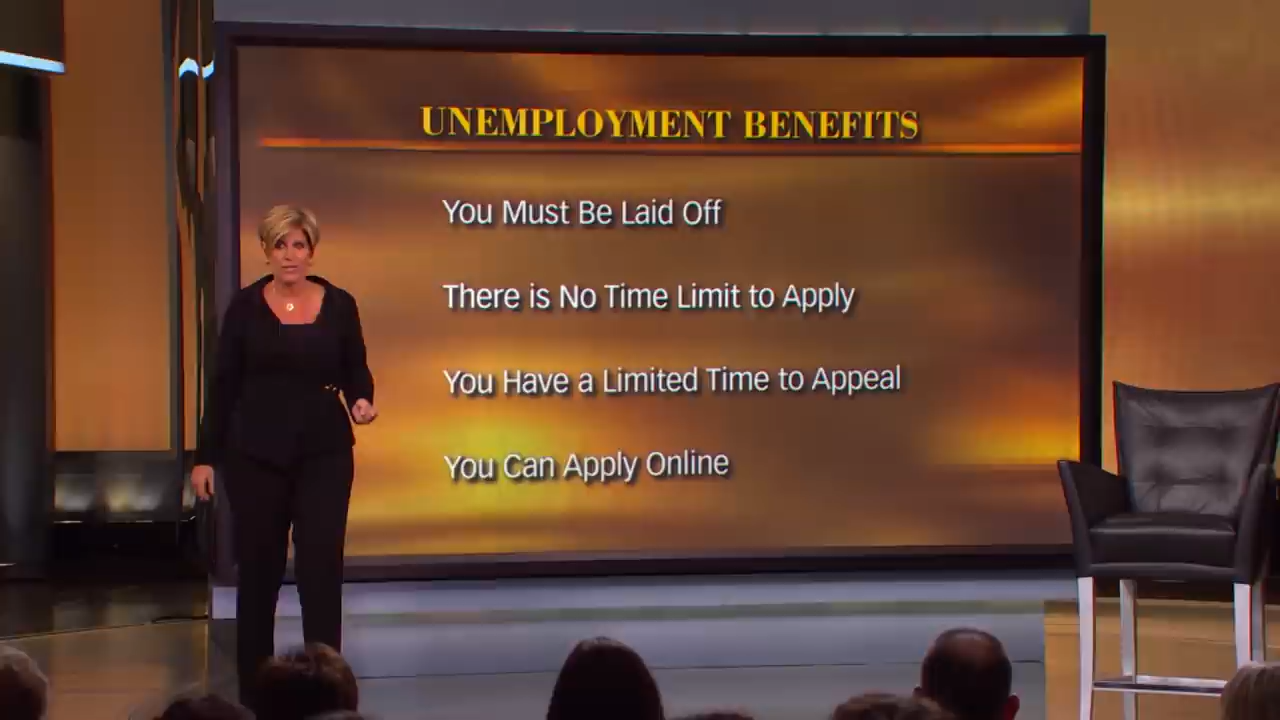 UNEMPLOYMENT BENEFITS
You Must Be Laid Off
There is No Time Limit to Apply
You Have a Limited Time to Appeal
You Can Apply Online